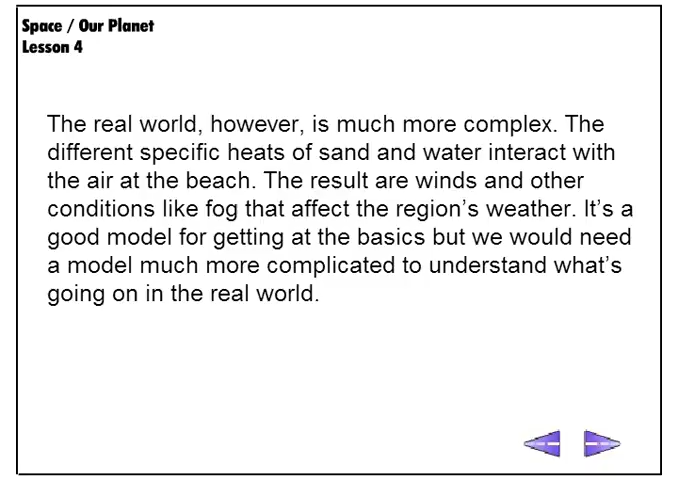 Space / Our Planet
Lesson 4
The real world, however, is much more complex. The
different specific heats of sand and water interact with
the air at the beach. The result are winds and other
conditions like fog that affect the region’s weather. It’s a
good model for getting at the basics but we would need
a model much more complicated to understand what’s
going on in the real world.